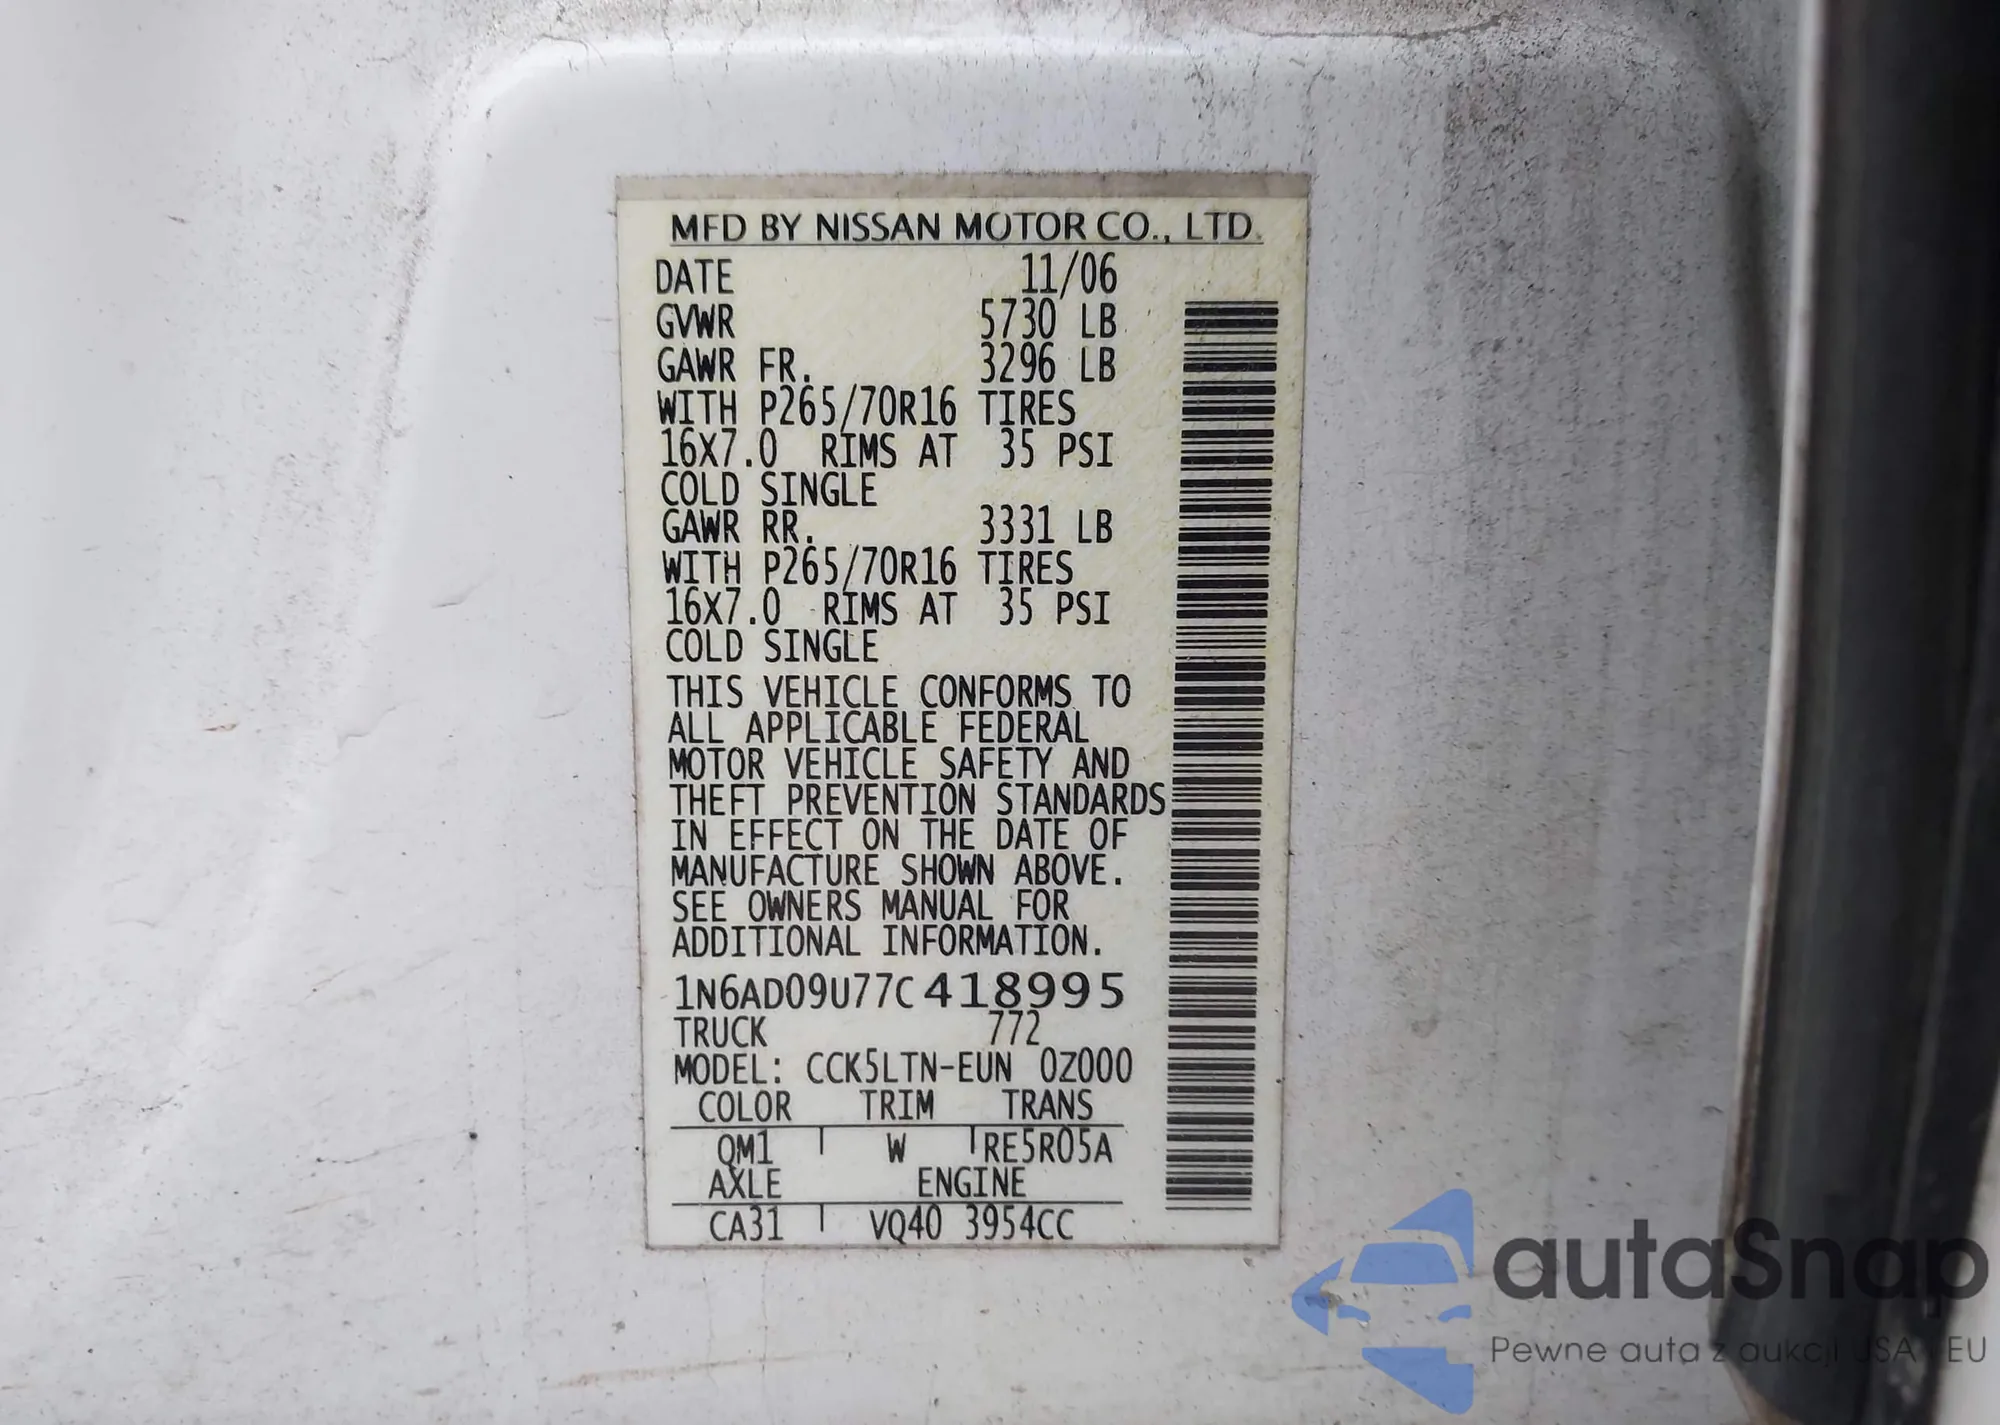 MFD BY NISSAN MOTOR CO., LTD.
DATE 11/06
GVWR 5730 LB
GAWR FR. 3296 LB
WITH P265/70R16 TIRES
16X7.0 RIMS AT 35 PSI
COLD SINGLE
GAWR RR. 3331 LB
WITH P265/70R16 TIRES
16X7.0 RIMS AT 35 PSI
COLD SINGLE
THIS VEHICLE CONFORMS TO
ALL APPLICABLE FEDERAL
MOTOR VEHICLE SAFETY AND
THEFT PREVENTION STANDARDS
IN EFFECT ON THE DATE OF
MANUFACTURE SHOWN ABOVE.
SEE OWNERS MANUAL FOR
ADDITIONAL INFORMATION.
1N6AD09U77C418995
TRUCK 772
MODEL: CCK5LTN-EUN 0Z000
COLOR TRIM TRANS
QM1 W RE5R05A
AXLE ENGINE
CA31 VQ40 3954CC
autaSnap
Pewne auta z aukcji USA i EU